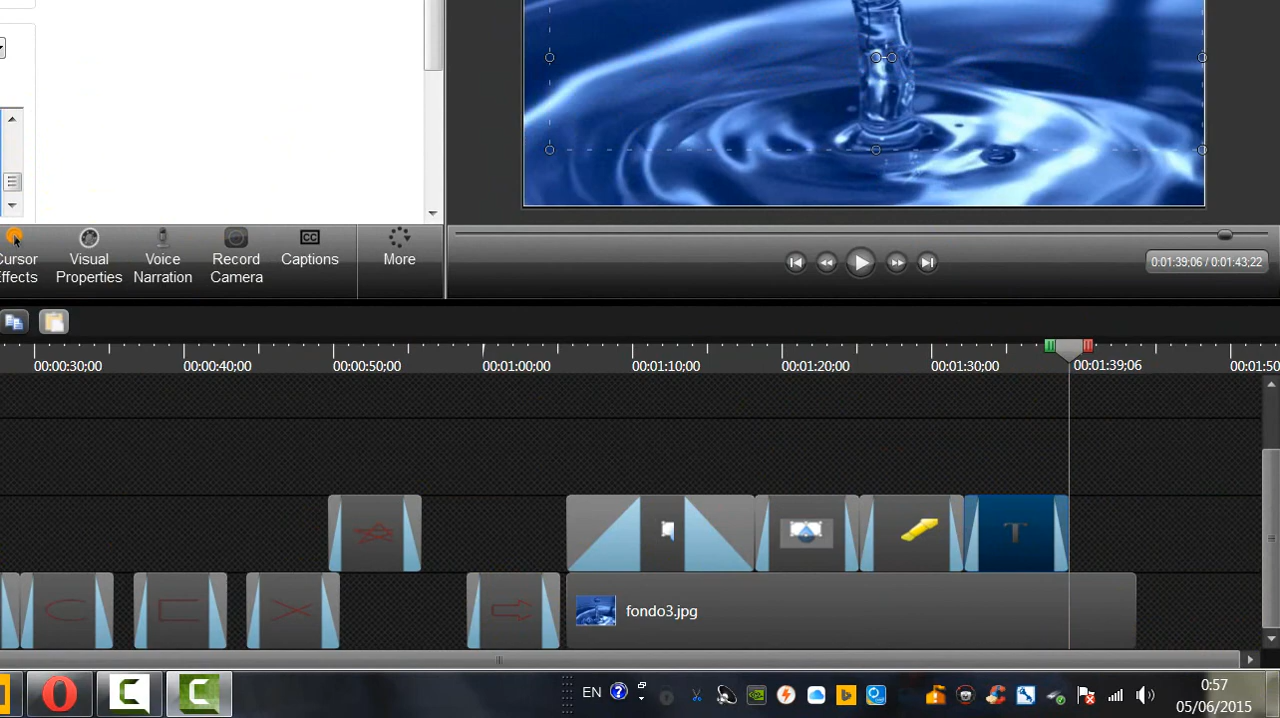 Cursor Effects
Visual Properties
Voice Narration
Record Camera
Captions
More
CC
0:01:39;06 / 0:01:43;22
00:00:30;00
00:00:40;00
00:00:50;00
00:01:00;00
00:01:10;00
00:01:20;00
00:01:30;00
00:01:39;06
00:01:50
T
fondo3.jpg
EN
0:57
05/06/2015